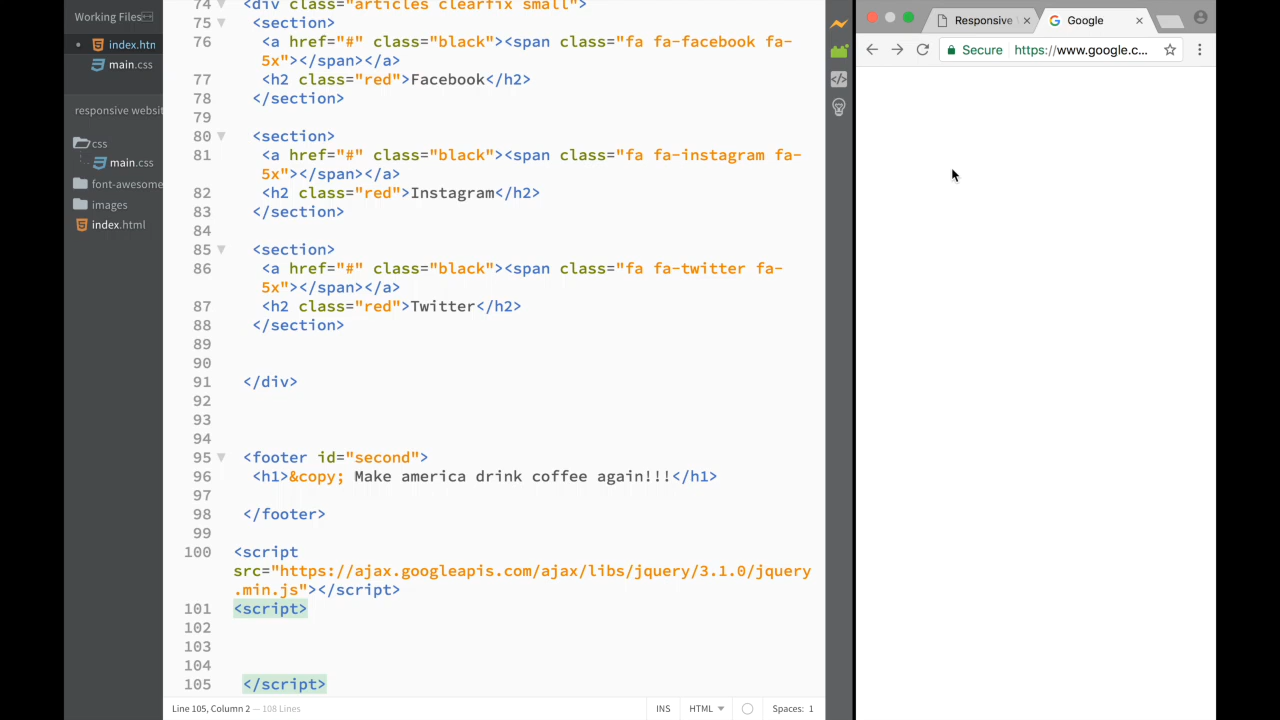 Working Files
index.htn
main.css
responsive websit
css
main.css
font-awesome
images
index.html
74 <div class="articles clearfix small">
75 <section>
76 <a href="#" class="black"><span class="fa fa-facebook fa-
5x"></span></a>
77 <h2 class="red">Facebook</h2>
78 </section>
79
80 <section>
81 <a href="#" class="black"><span class="fa fa-instagram fa-
5x"></span></a>
82 <h2 class="red">Instagram</h2>
83 </section>
84
85 <section>
86 <a href="#" class="black"><span class="fa fa-twitter fa-
5x"></span></a>
87 <h2 class="red">Twitter</h2>
88 </section>
89
90
91 </div>
92
93
94
95 <footer id="second">
96 <h1>&copy; Make america drink coffee again!!!</h1>
97
98 </footer>
99
100 <script
src="https://ajax.googleapis.com/ajax/libs/jquery/3.1.0/jquery
.min.js"></script>
101 <script>
102
103
104
105 </script>
Line 105, Column 2 — 108 Lines
INS
HTML
Spaces: 1
Responsive
Google
Secure
https://www.google.c...